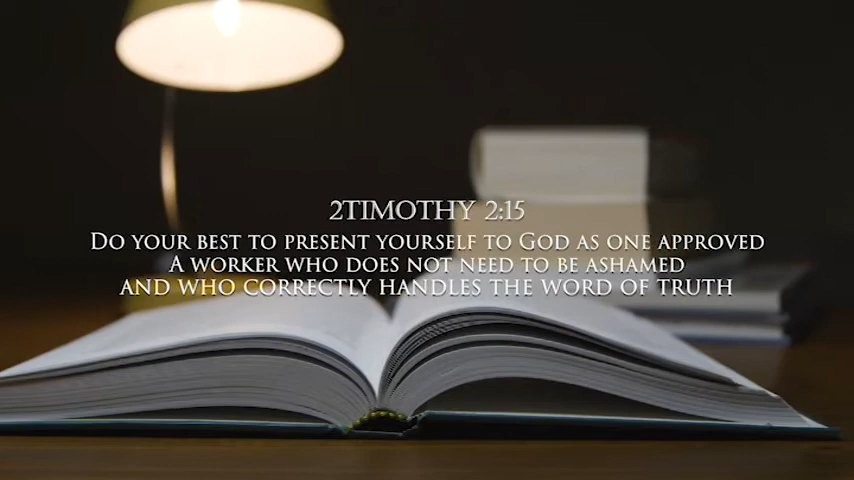 2Timothy 2:15
Do your best to present yourself to God as one approved
A worker who does not need to be ashamed
and who correctly handles the word of truth